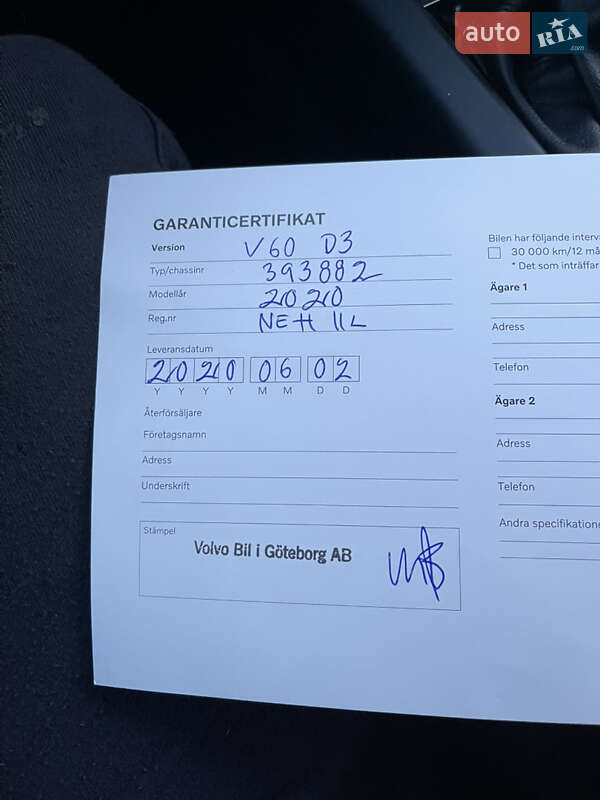 auto RIA .com
GARANTICERTIFIKAT
Version V60 D3
Typ/chassinr 393882
Modellår 2020
Reg.nr NEH 11L
Leveransdatum
2020 06 02
Y Y Y Y M M D D
Återförsäljare
Företagsnamn
Adress
Underskrift
Stämpel
Volvo Bil i Göteborg AB
Bilen har följande interva
30 000 km/12 må
* Det som inträffar
Ägare 1
Adress
Telefon
Ägare 2
Adress
Telefon
Andra specifikatione